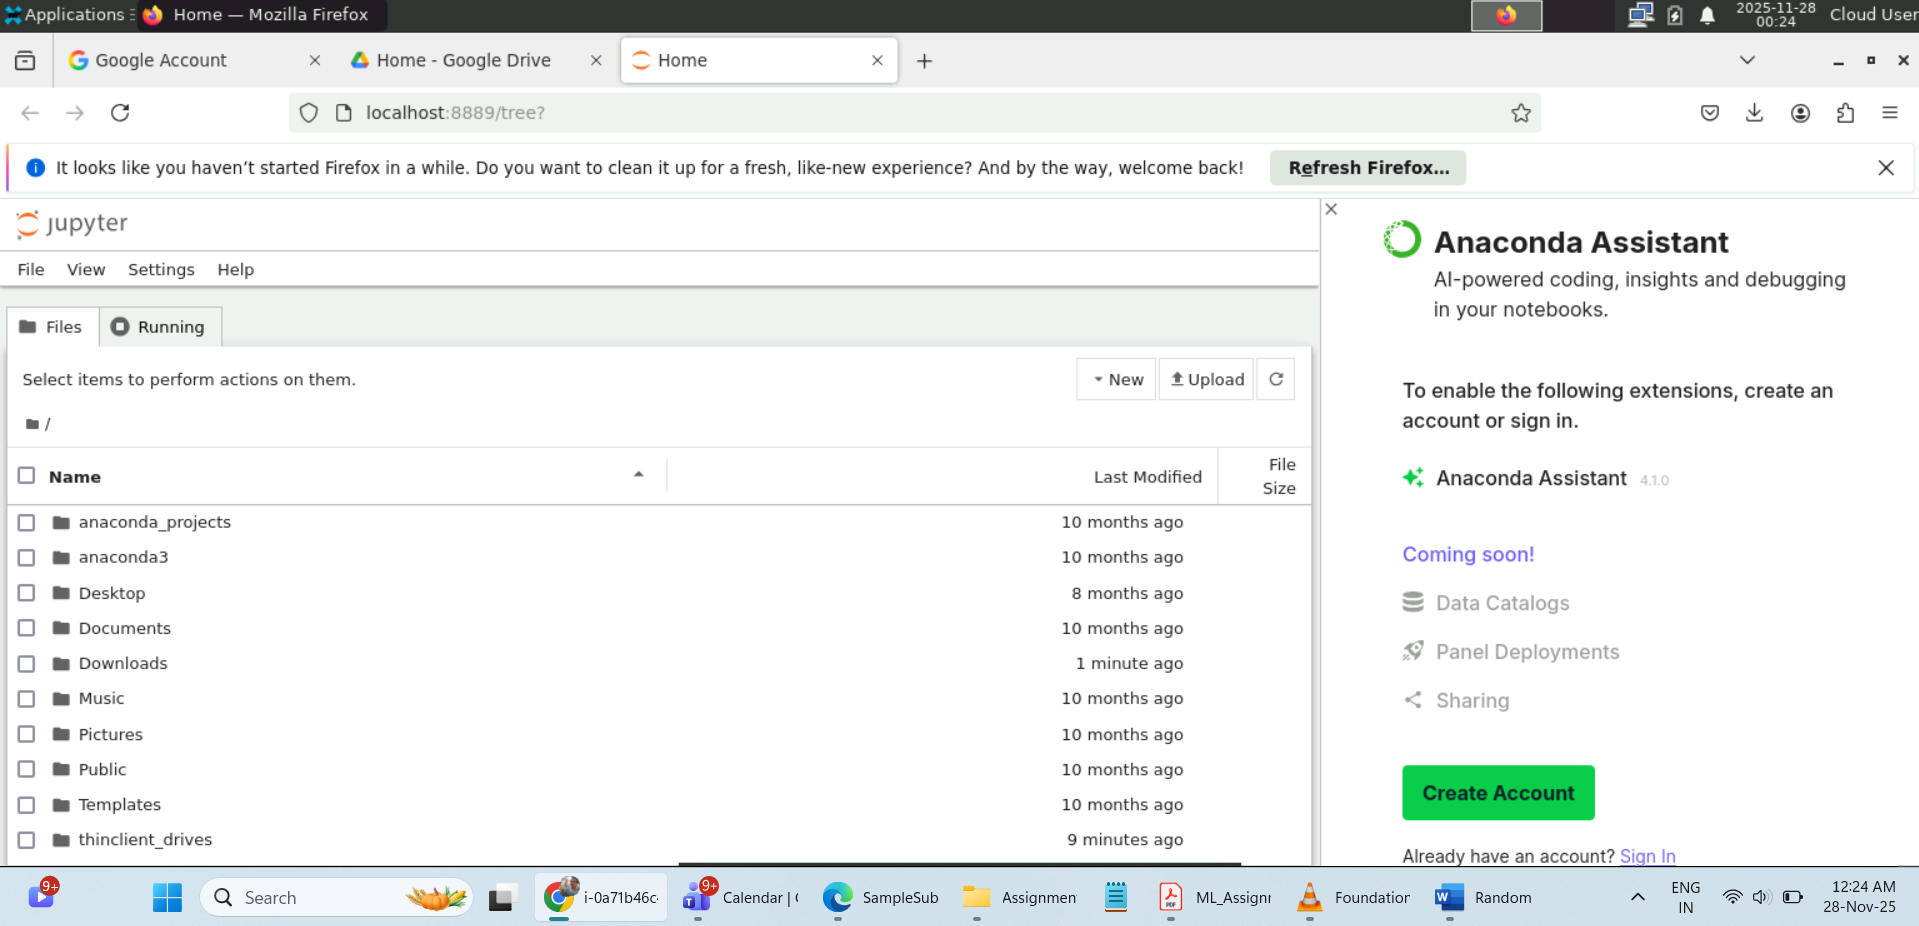 Applications
Home — Mozilla Firefox
2025-11-28
00:24
Cloud User
Google Account
Home - Google Drive
Home
localhost:8889/tree?
It looks like you haven’t started Firefox in a while. Do you want to clean it up for a fresh, like-new experience? And by the way, welcome back!
Refresh Firefox…
jupyter
File View Settings Help
Files
Running
Select items to perform actions on them.
New
Upload
/
Name
Last Modified
File
Size
anaconda_projects 10 months ago
anaconda3 10 months ago
Desktop 8 months ago
Documents 10 months ago
Downloads 1 minute ago
Music 10 months ago
Pictures 10 months ago
Public 10 months ago
Templates 10 months ago
thinclient_drives 9 minutes ago
Anaconda Assistant
AI-powered coding, insights and debugging
in your notebooks.
To enable the following extensions, create an
account or sign in.
Anaconda Assistant 4.1.0
Coming soon!
Data Catalogs
Panel Deployments
Sharing
Create Account
Already have an account? Sign In
9+
Search
i-0a71b46c-
9+
Calendar | (
SampleSub
Assignmen
PDF
ML_Assignr
Foundation
Random
ENG
IN
12:24 AM
28-Nov-25